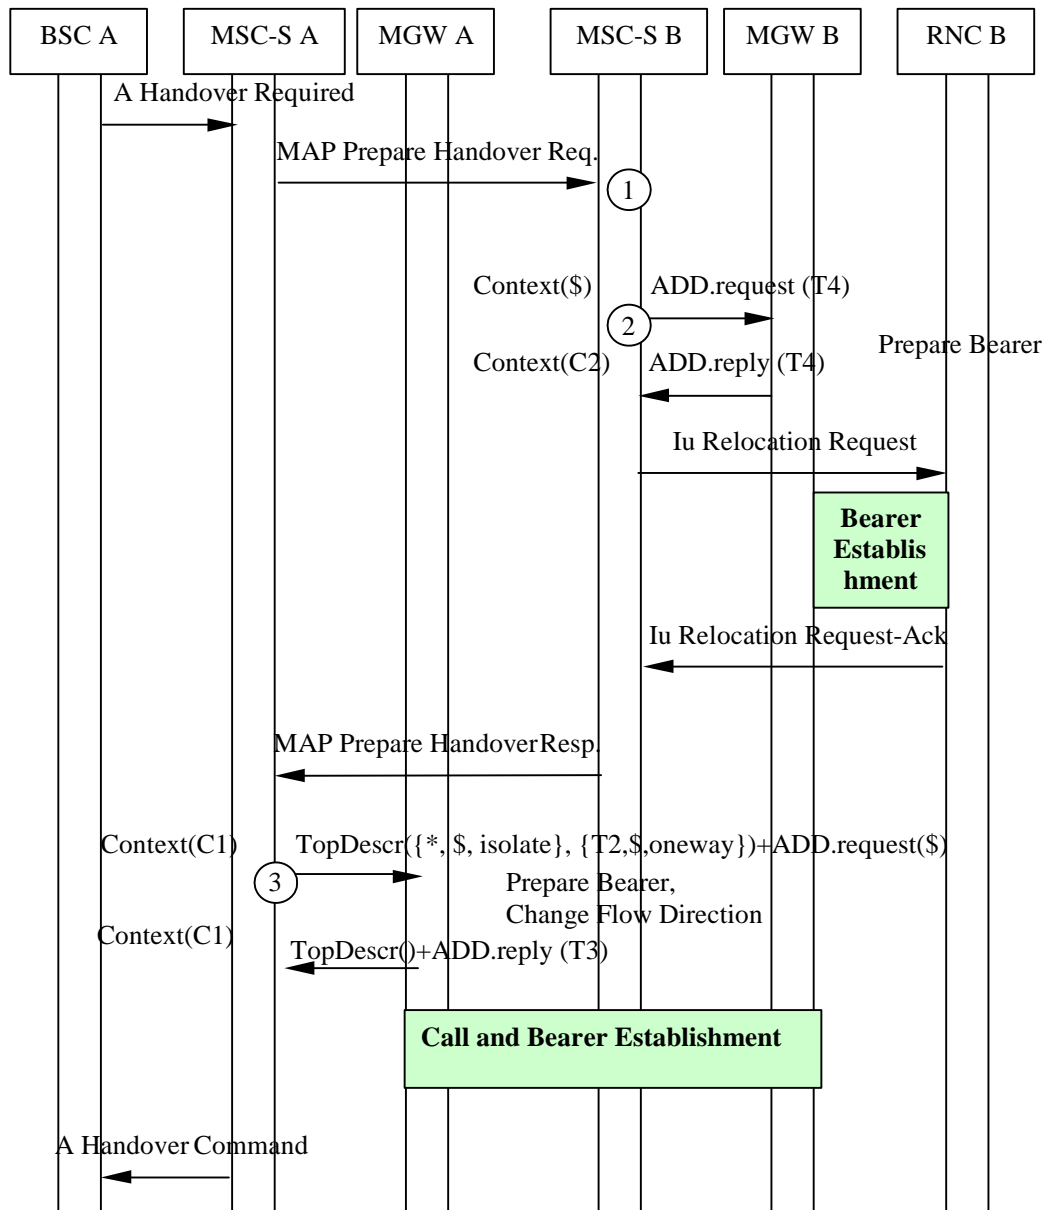 BSC A
MSC-S A
MGW A
MSC-S B
MGW B
RNC B
A Handover Required
MAP Prepare Handover Req.
1
Context($)
ADD.request (T4)
2
Prepare Bearer
Context(C2)
ADD.reply (T4)
Iu Relocation Request
Bearer
Establis
hment
Iu Relocation Request-Ack
MAP Prepare Handover Resp.
Context(C1)
TopDescr({*, $, isolate}, {T2,$,oneway})+ADD.request($)
3
Prepare Bearer,
Change Flow Direction
Context(C1)
TopDescr()+ADD.reply (T3)
Call and Bearer Establishment
A Handover Command